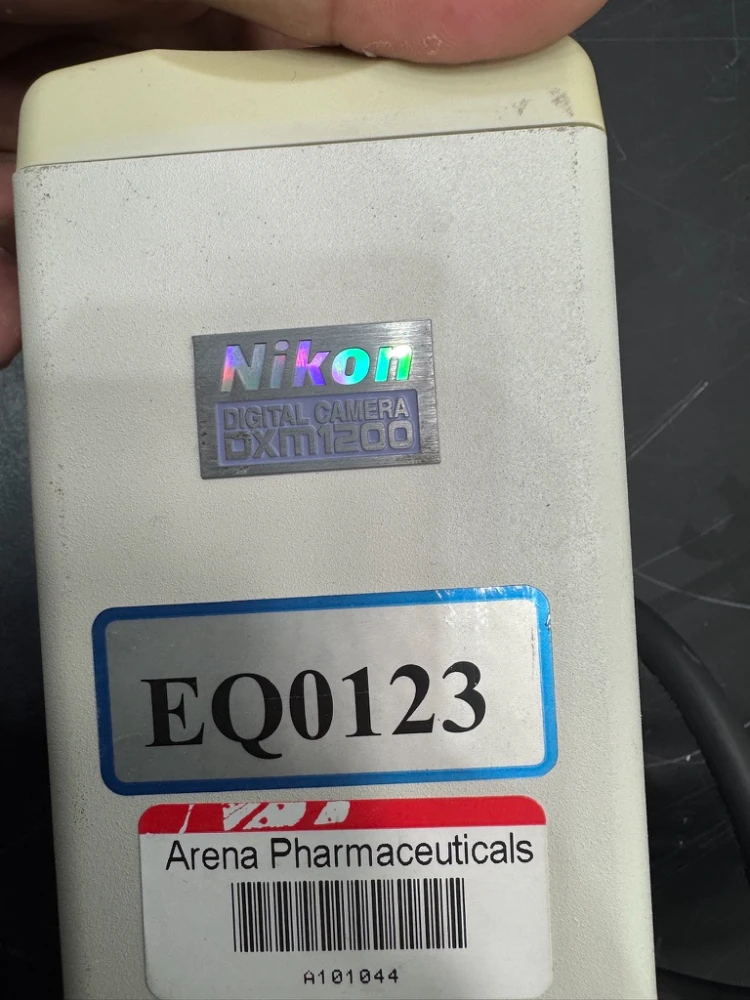 Nikon
DIGITAL CAMERA
DXM1200
EQ0123
Arena Pharmaceuticals
A101044